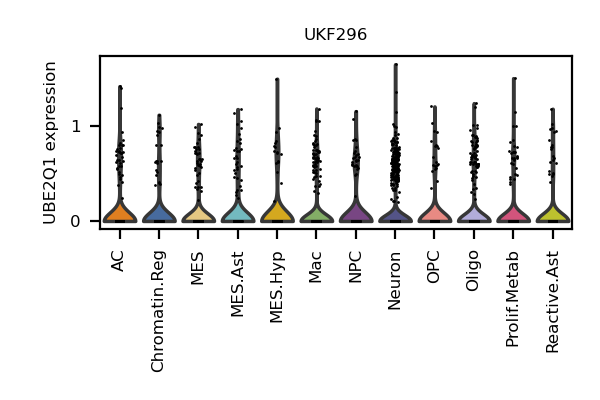 UKF296
UBE2Q1 expression
1
0
AC
Chromatin.Reg
MES
MES.Ast
MES.Hyp
Mac
NPC
Neuron
OPC
Oligo
Prolif.Metab
Reactive.Ast